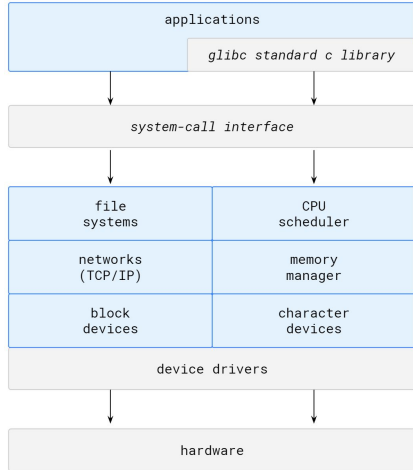 applications
glibc standard c library
system-call interface
file
systems
CPU
scheduler
networks
(TCP/IP)
memory
manager
block
devices
character
devices
device drivers
hardware